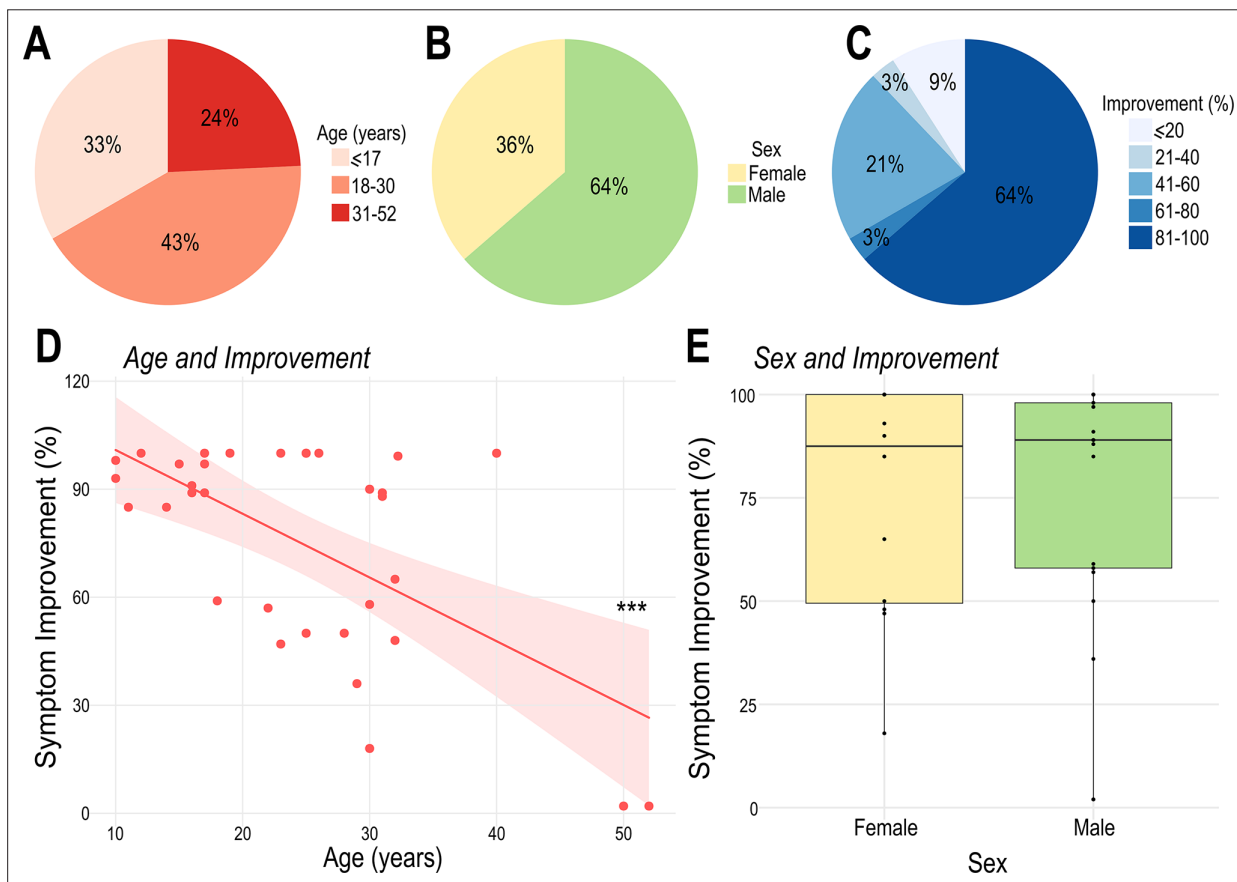 A
33%
24%
43%
Age (years)
⩽17
18-30
31-52
B
36%
64%
Sex
Female
Male
C
3%
9%
21%
3%
64%
Improvement (%)
⩽20
21-40
41-60
61-80
81-100
D
Age and Improvement
Symptom Improvement (%)
120
90
60
30
0
***
10
20
30
40
50
Age (years)
E
Sex and Improvement
Symptom Improvement (%)
100
75
50
25
0
Female
Male
Sex